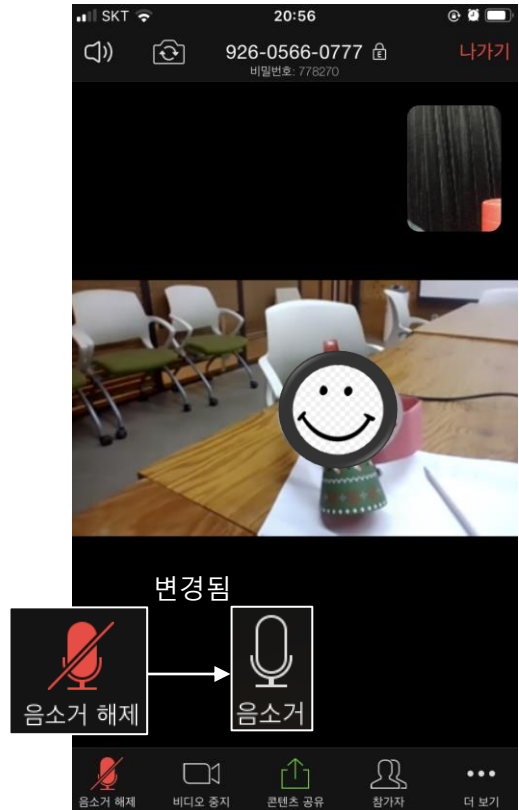 SKT 20:56
926-0566-0777 나가기
비밀번호: 778270
변경됨
음소거 해제 음소거
음소거 해제 비디오 중지 콘텐츠 공유 참가자 더 보기